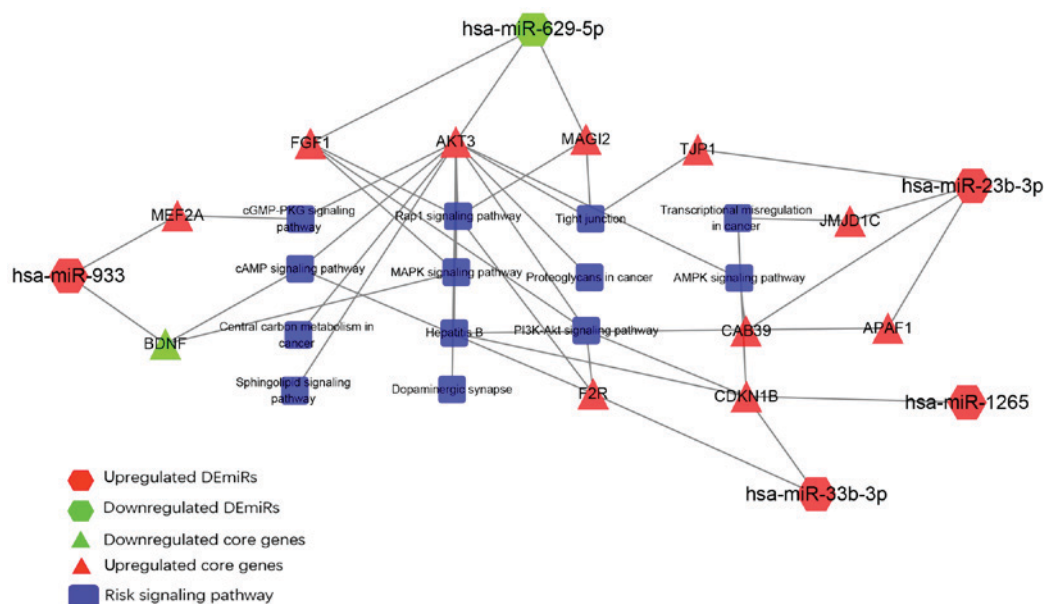 hsa-miR-629-5p
FGF1
AKT3
MAGI2
TJP1
hsa-miR-23b-3p
MEF2A
cGMP-PKG signaling
pathway
Rap1 signaling pathway
Tight junction
Transcriptional misregulation
in cancer
JMJD1C
hsa-miR-933
cAMP signaling pathway
MAPK signaling pathway
Proteoglycans in cancer
AMPK signaling pathway
BDNF
Central carbon metabolism in
cancer
Hepatitis B
PI3K-Akt signaling pathway
CAB39
APAF1
Sphingolipid signaling
pathway
Dopaminergic synapse
F2R
CDKN1B
hsa-miR-1265
hsa-miR-33b-3p
Upregulated DEmiRs
Downregulated DEmiRs
Downregulated core genes
Upregulated core genes
Risk signaling pathway